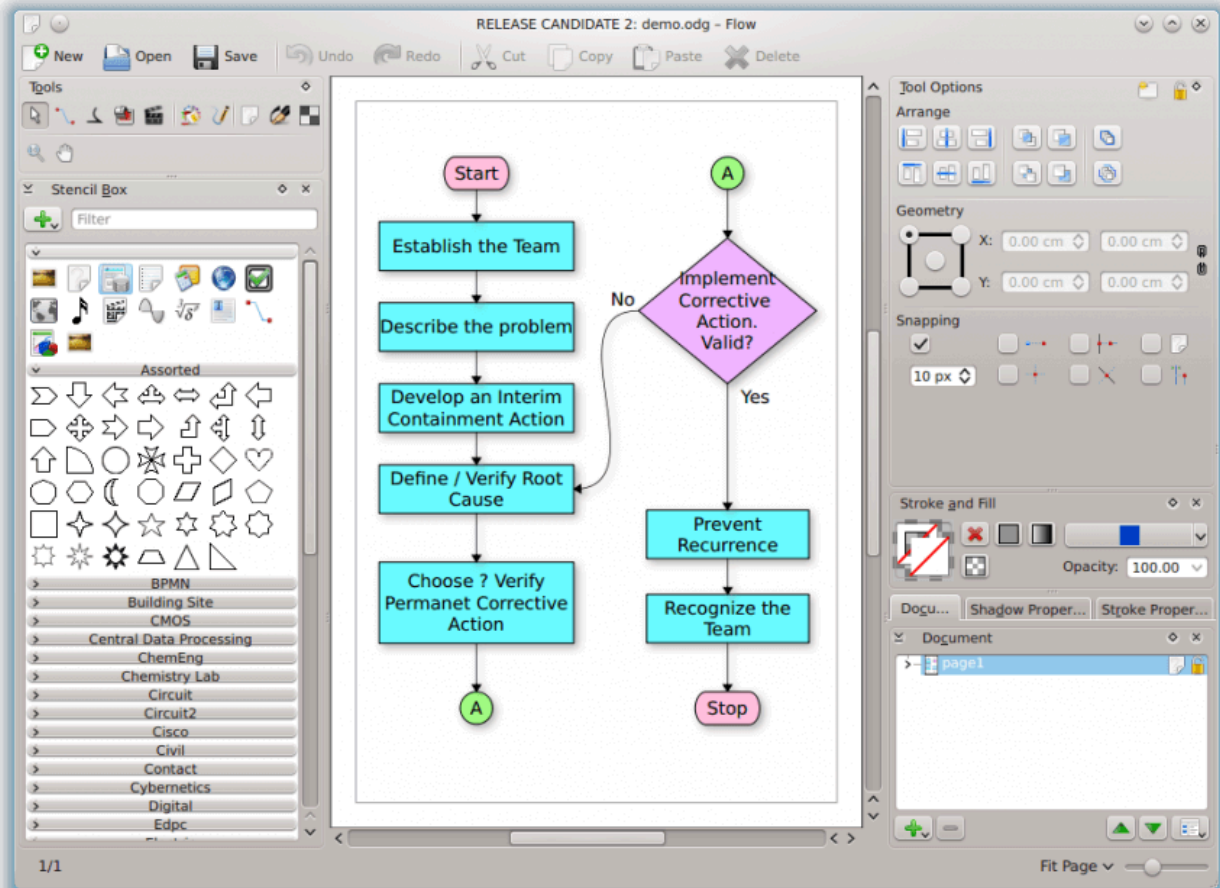 RELEASE CANDIDATE 2: demo.odg – Flow
New Open Save Undo Redo Cut Copy Paste Delete
Tools
Stencil Box
Filter
Assorted
BPMN
Building Site
CMOS
Central Data Processing
ChemEng
Chemistry Lab
Circuit
Circuit2
Cisco
Civil
Contact
Cybernetics
Digital
Edpc
Start
Establish the Team
Describe the problem
Develop an Interim
Containment Action
Define / Verify Root
Cause
Choose ? Verify
Permanet Corrective
Action
A
A
Implement
Corrective
Action.
Valid?
No
Yes
Prevent
Recurrence
Recognize the
Team
Stop
Tool Options
Arrange
Geometry
X: 0.00 cm 0.00 cm
Y: 0.00 cm 0.00 cm
Snapping
10 px
Stroke and Fill
Opacity: 100.00
Docu... Shadow Proper... Stroke Proper...
Document
page1
1/1
Fit Page